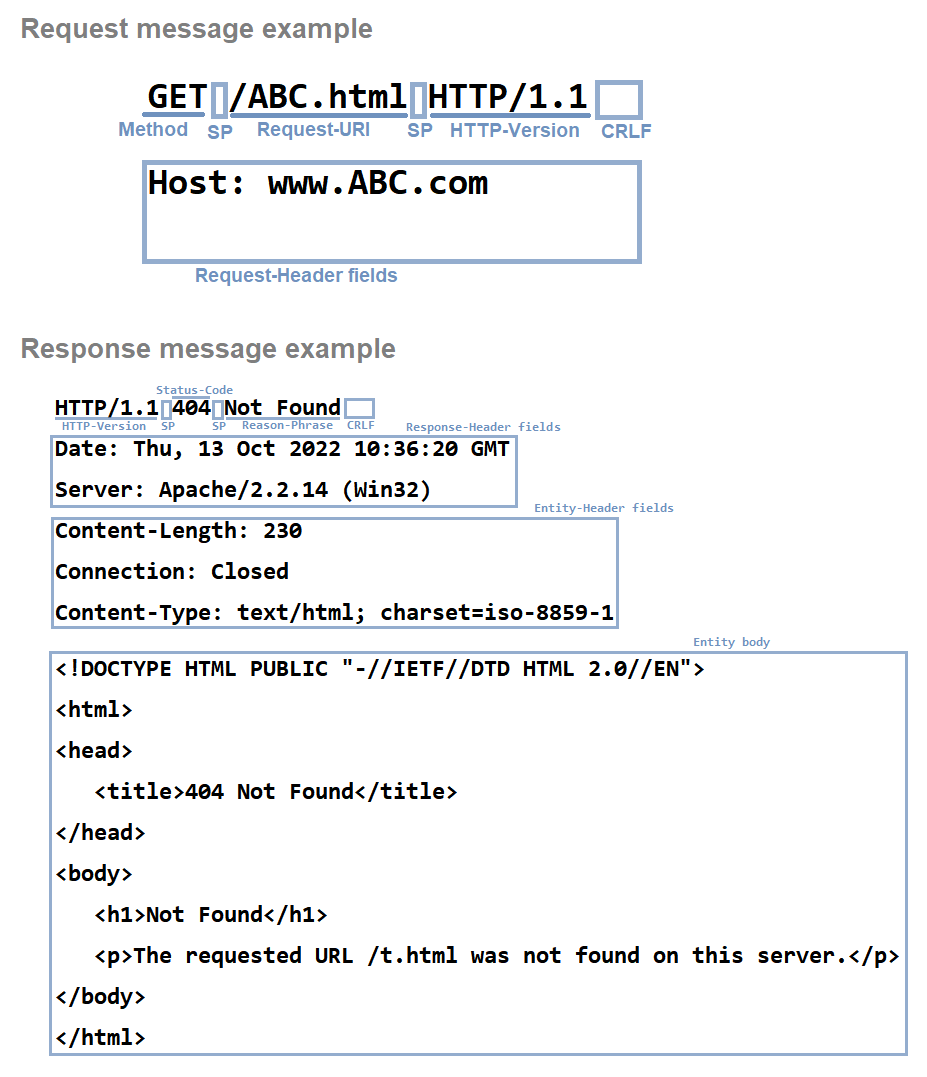 Request message example
GET /ABC.html HTTP/1.1
Method SP Request-URI SP HTTP-Version CRLF
Host: www.ABC.com
Request-Header fields
Response message example
Status-Code
HTTP/1.1 404 Not Found
HTTP-Version SP SP Reason-Phrase CRLF Response-Header fields
Date: Thu, 13 Oct 2022 10:36:20 GMT
Server: Apache/2.2.14 (Win32)
Entity-Header fields
Content-Length: 230
Connection: Closed
Content-Type: text/html; charset=iso-8859-1
Entity body
<!DOCTYPE HTML PUBLIC "-//IETF//DTD HTML 2.0//EN">
<html>
<head>
<title>404 Not Found</title>
</head>
<body>
<h1>Not Found</h1>
<p>The requested URL /t.html was not found on this server.</p>
</body>
</html>